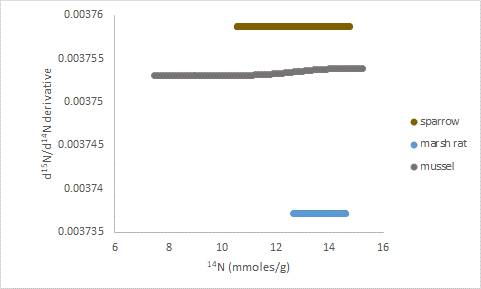 0.00376
0.003755
0.00375
0.003745
0.00374
0.003735
d¹⁵N/d¹⁴N derivative
6 8 10 12 14 16
¹⁴N (mmoles/g)
sparrow
marsh rat
mussel